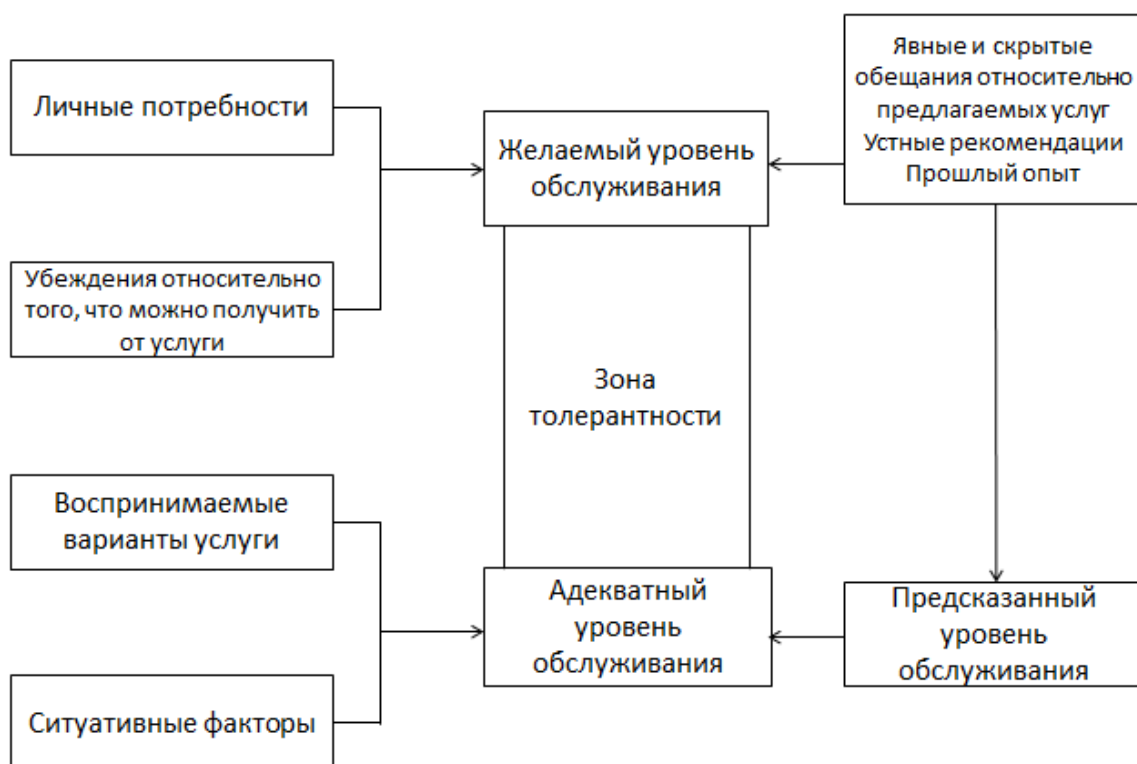 Личные потребности
Убеждения относительно
того, что можно получить
от услуги
Воспринимаемые
варианты услуги
Ситуативные факторы
Желаемый уровень
обслуживания
Зона
толерантности
Адекватный
уровень
обслуживания
Явные и скрытые
обещания относительно
предлагаемых услуг
Устные рекомендации
Прошлый опыт
Предсказанный
уровень
обслуживания